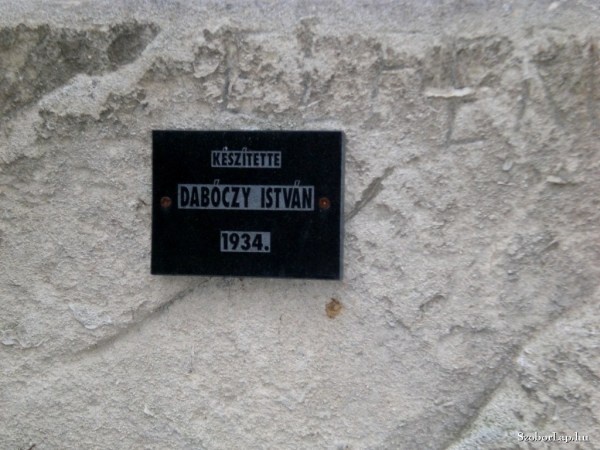 KÉSZÍTETTE
DABÓCZY ISTVÁN
1934.
SzoborLap.hu